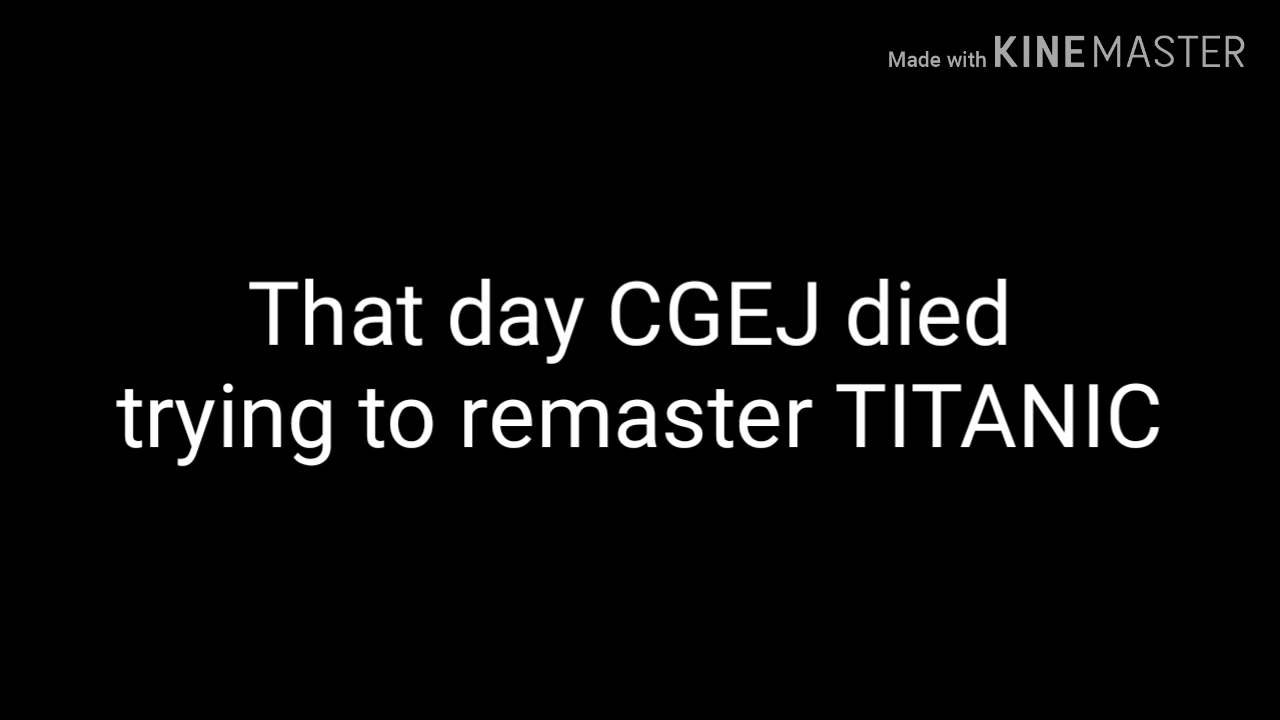 Made with KINEMASTER
That day CGEJ died
trying to remaster TITANIC